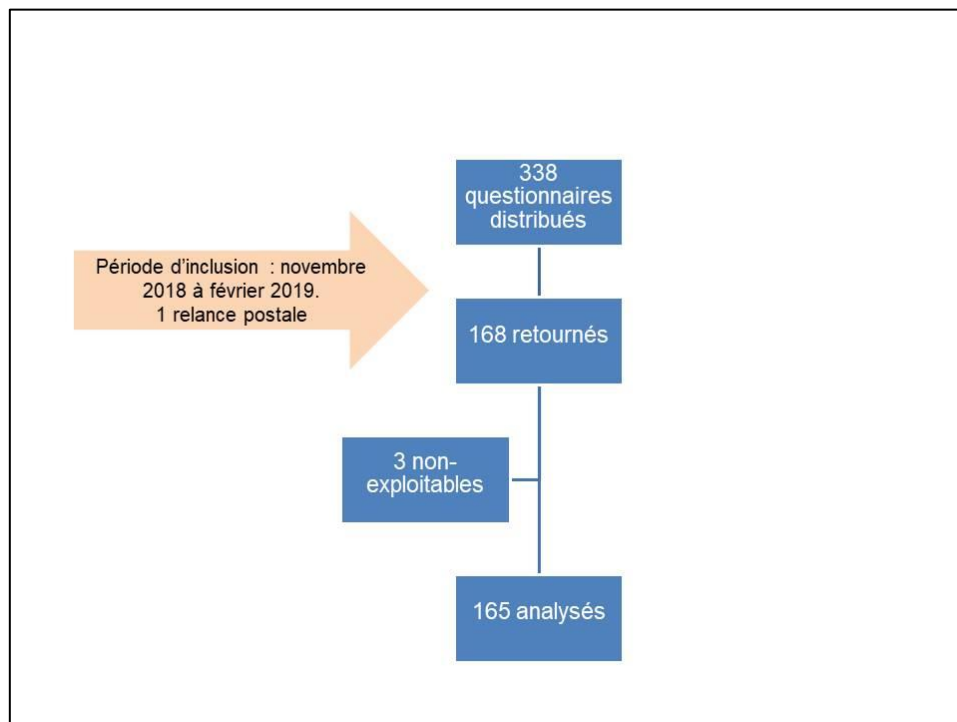 338
questionnaires
distribués
Période d'inclusion : novembre
2018 à février 2019.
1 relance postale
168 retournés
3 non-
exploitables
165 analysés